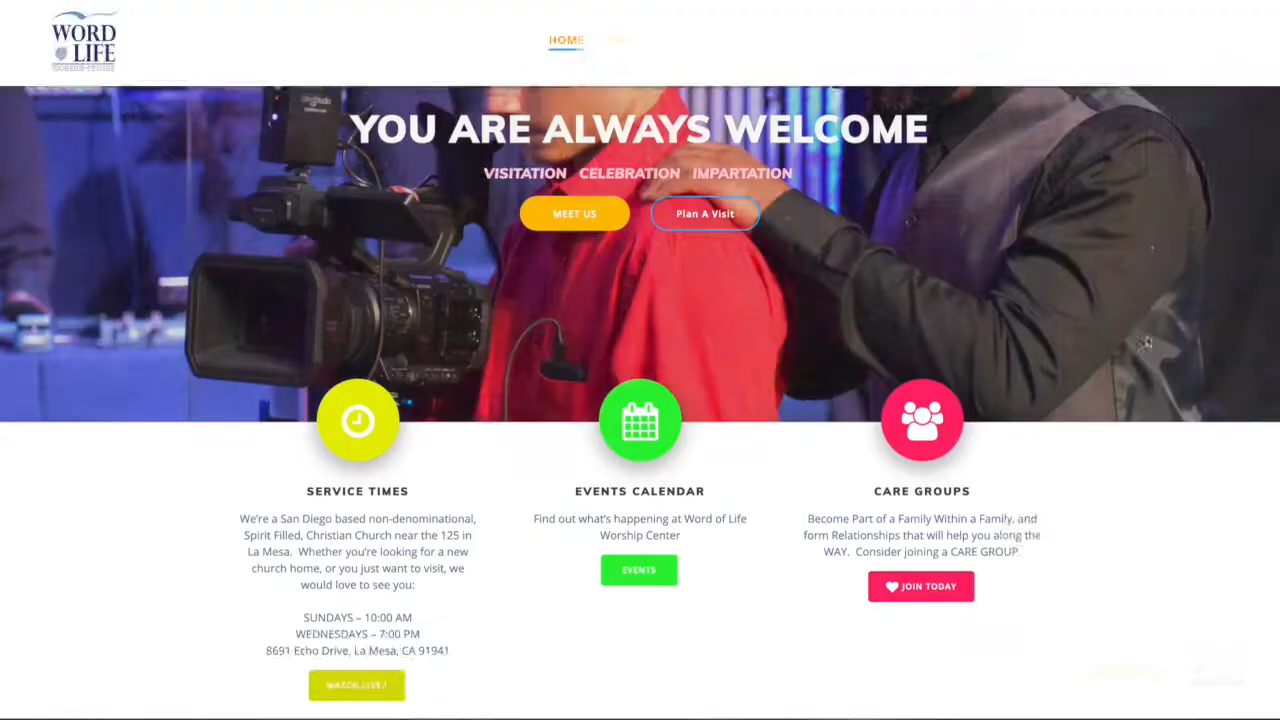 WORD
LIFE
HOME
YOU ARE ALWAYS WELCOME
VISITATION CELEBRATION IMPARTATION
MEET US
Plan A Visit
SERVICE TIMES
We're a San Diego based non-denominational,
Spirit Filled, Christian Church near the 125 in
La Mesa. Whether you're looking for a new
church home, or you just want to visit, we
would love to see you:
SUNDAYS – 10:00 AM
WEDNESDAYS – 7:00 PM
8691 Echo Drive, La Mesa, CA 91941
WATCH LIVE!
EVENTS CALENDAR
Find out what's happening at Word of Life
Worship Center
EVENTS
CARE GROUPS
Become Part of a Family Within a Family, and
form Relationships that will help you along the
WAY. Consider joining a CARE GROUP.
JOIN TODAY